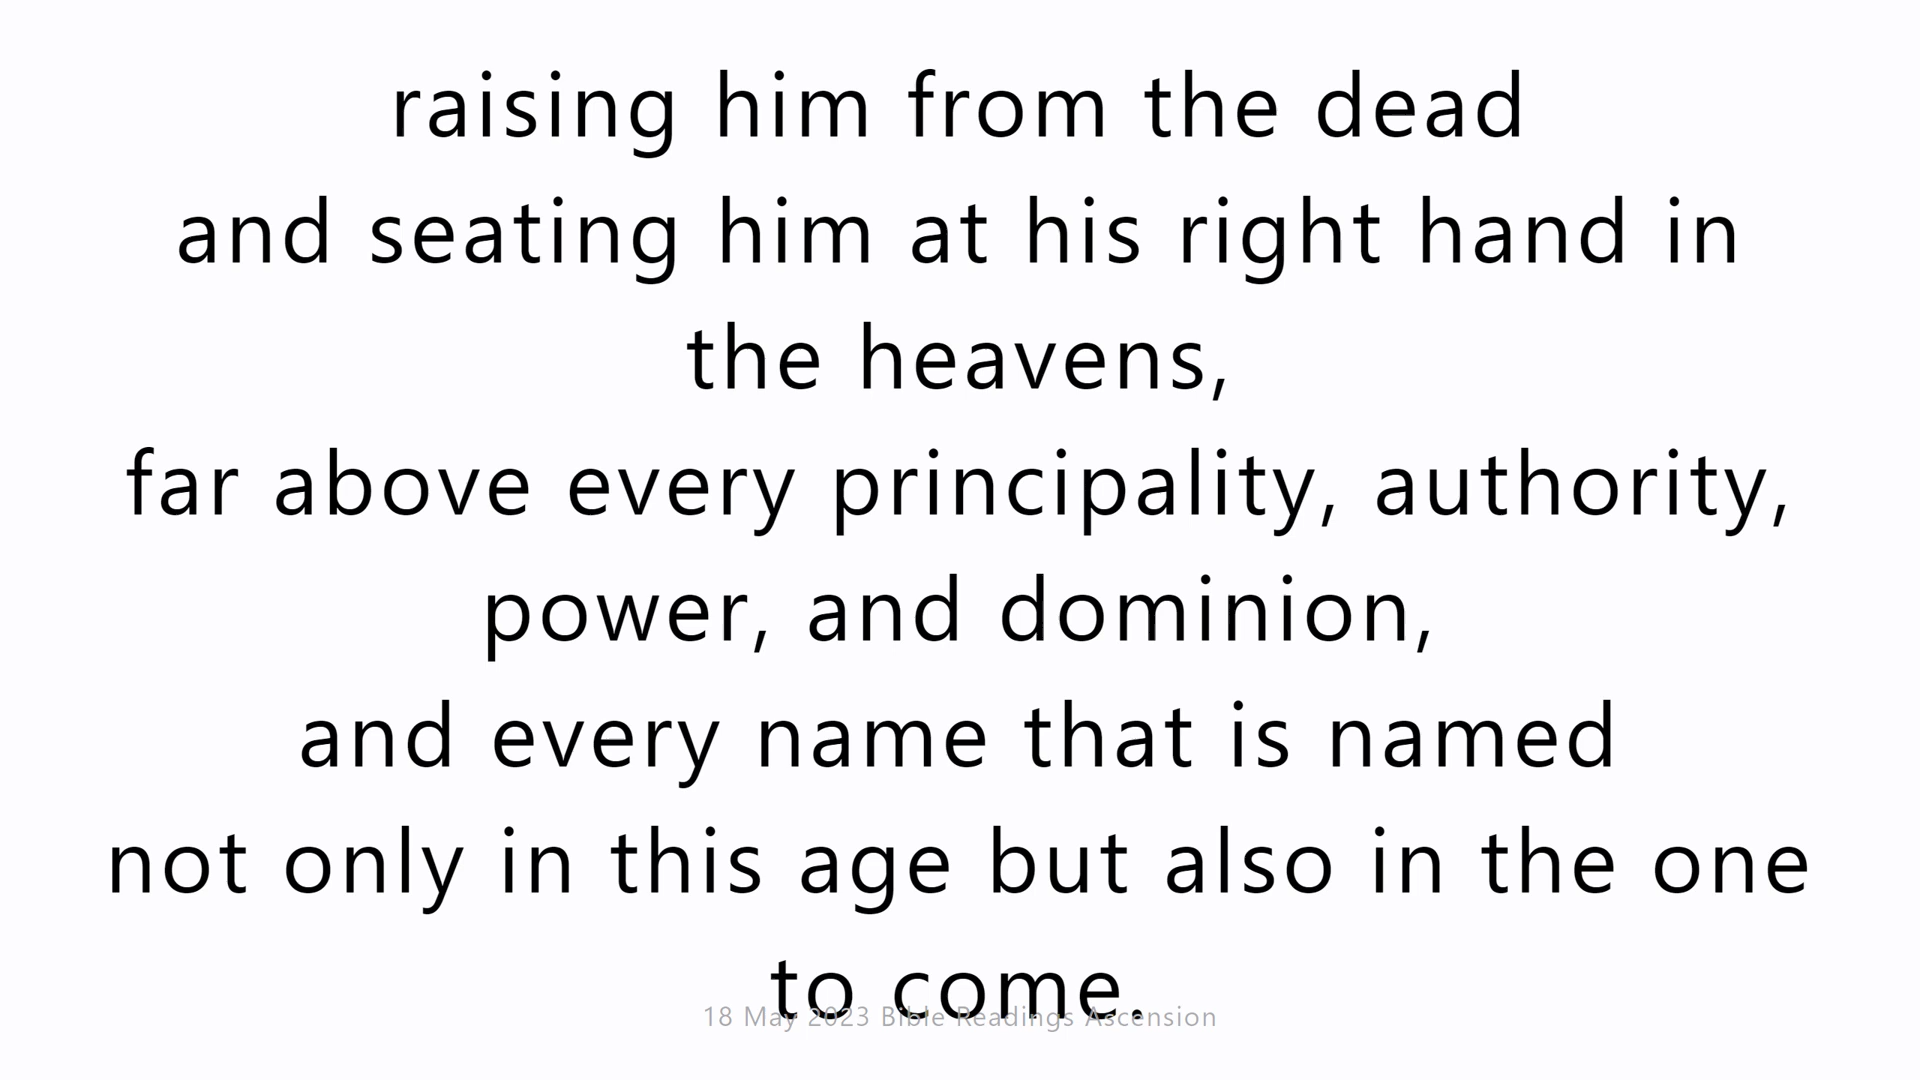 raising him from the dead
and seating him at his right hand in
the heavens,
far above every principality, authority,
power, and dominion,
and every name that is named
not only in this age but also in the one
to come.
18 May 2023 Bible Readings Ascension